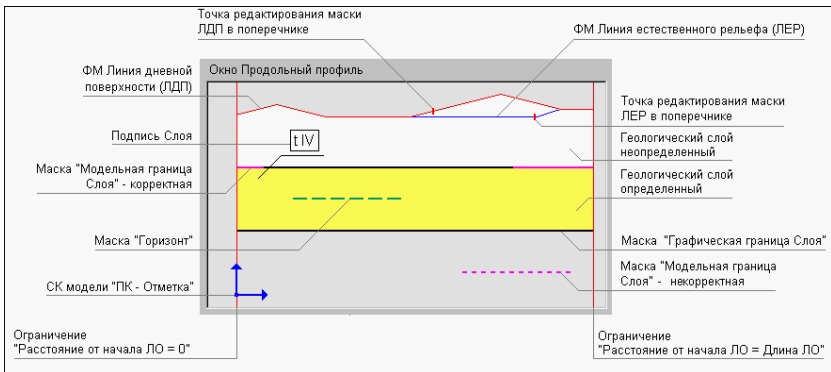 Точка редактирования маски
ЛДП в поперечнике
ФМ Линия естественного рельефа (ЛЕР)
ФМ Линия дневной
поверхности (ЛДП)
Окно Продольный профиль
Точка редактирования маски
ЛЕР в поперечнике
Подпись Слоя
t IV
Геологический слой
неопределенный
Маска "Модельная граница
Слоя" - корректная
Геологический слой
определенный
Маска "Горизонт"
Маска "Графическая граница Слоя"
СК модели "ПК - Отметка"
Маска "Модельная граница
Слоя" - некорректная
Ограничение
"Расстояние от начала ЛО = 0"
Ограничение
"Расстояние от начала ЛО = Длина ЛО"